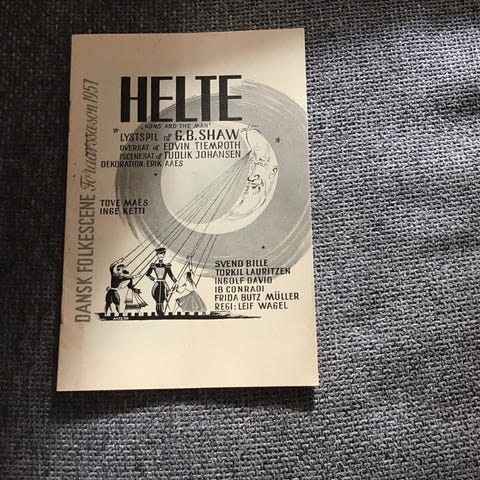 HELTE
„ARMS AND THE MAN"
LYSTSPIL af G.B. SHAW
OVERSAT af EDVIN TIEMROTH
ISCENESAT af TUDLIK JOHANSEN
DEKORATION: ERIK AAES
TOVE MAËS
INGE KETTI
SVEND BILLE
TORKIL LAURITZEN
INGOLF DAVID
IB CONRADI
FRIDA BUTZ MÜLLER
REGI: LEIF WAGEL
DANSK FOLKESCENE Foraarssæson 1957